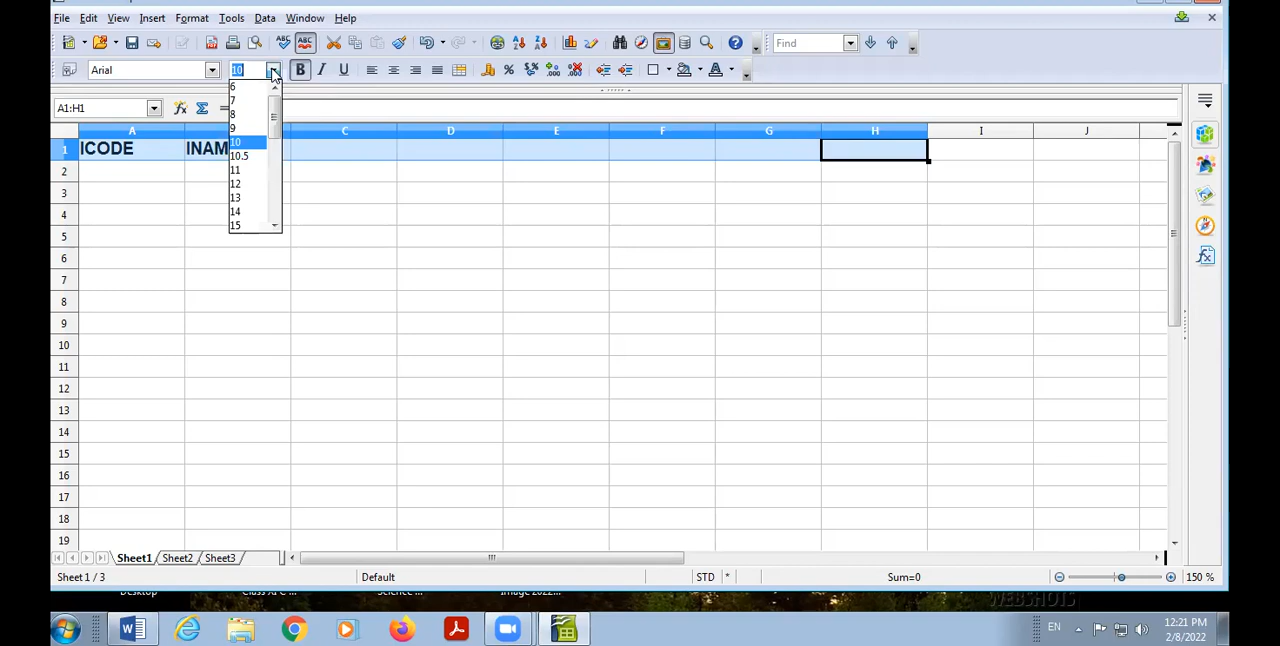 File Edit View Insert Format Tools Data Window Help
Find
Arial 10
A1:H1
6
7
8
9
10
10.5
11
12
13
14
15
A B C D E F G H I J
1 ICODE INAM
2
3
4
5
6
7
8
9
10
11
12
13
14
15
16
17
18
19
Sheet1 Sheet2 Sheet3
Sheet 1 / 3 Default STD * Sum=0 150 %
Desktop
WEBSHOTS
EN 12:21 PM
2/8/2022